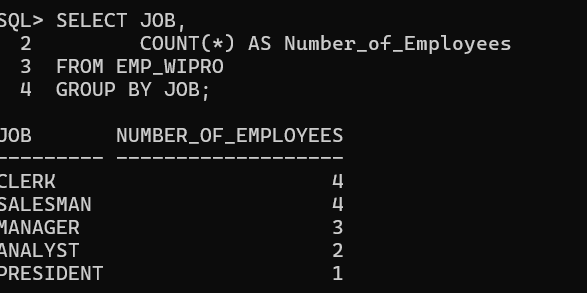 SQL> SELECT JOB,
2 COUNT(*) AS Number_of_Employees
3 FROM EMP_WIPRO
4 GROUP BY JOB;
JOB NUMBER_OF_EMPLOYEES
--------- -------------------
CLERK 4
SALESMAN 4
MANAGER 3
ANALYST 2
PRESIDENT 1